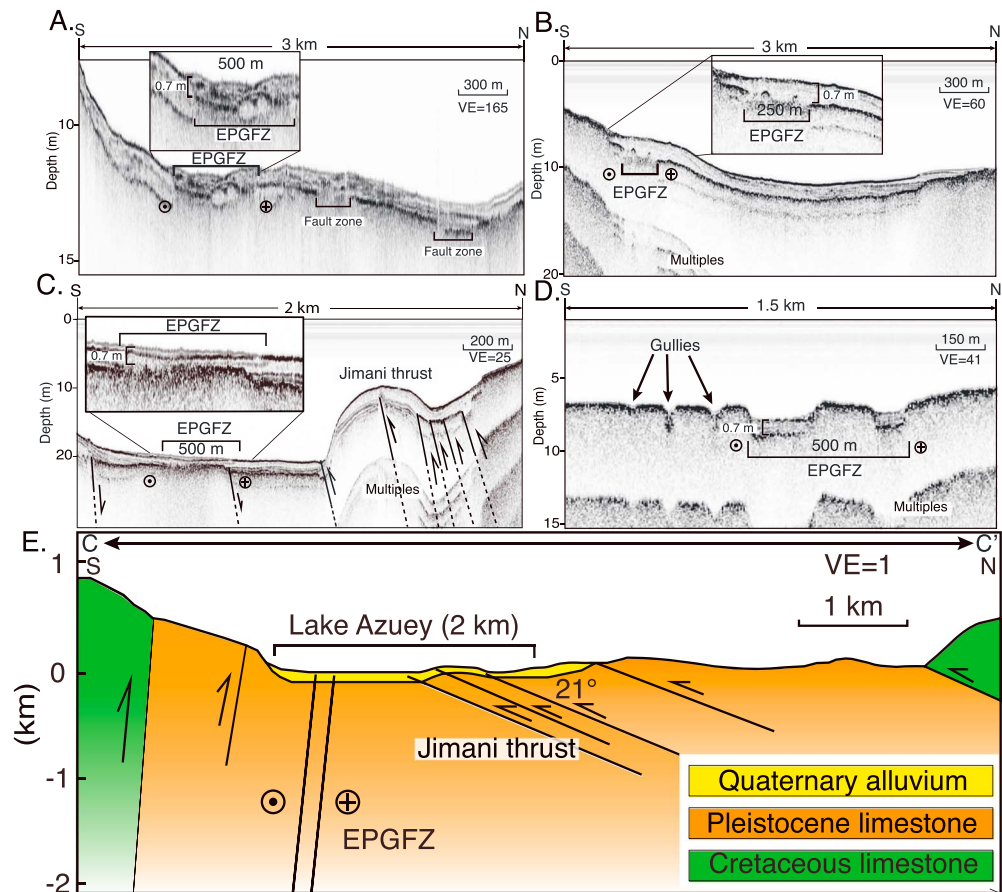 A.
S
N
3 km
500 m
0.7 m
EPGFZ
300 m
VE=165
10
15
Depth (m)
EPGFZ
Fault zone
Fault zone
B.
S
N
3 km
0
10
20
Depth (m)
250 m
0.7 m
EPGFZ
300 m
VE=60
EPGFZ
Multiples
C.
S
N
2 km
0
10
20
Depth (m)
EPGFZ
0.7 m
200 m
VE=25
Jimani thrust
EPGFZ
500 m
Multiples
D.
S
N
1.5 km
5
10
15
Depth (m)
150 m
VE=41
Gullies
0.7 m
500 m
EPGFZ
Multiples
E.
C
S
C'
N
VE=1
1 km
1
0
-1
-2
(km)
Lake Azuey (2 km)
21°
Jimani thrust
EPGFZ
Quaternary alluvium
Pleistocene limestone
Cretaceous limestone